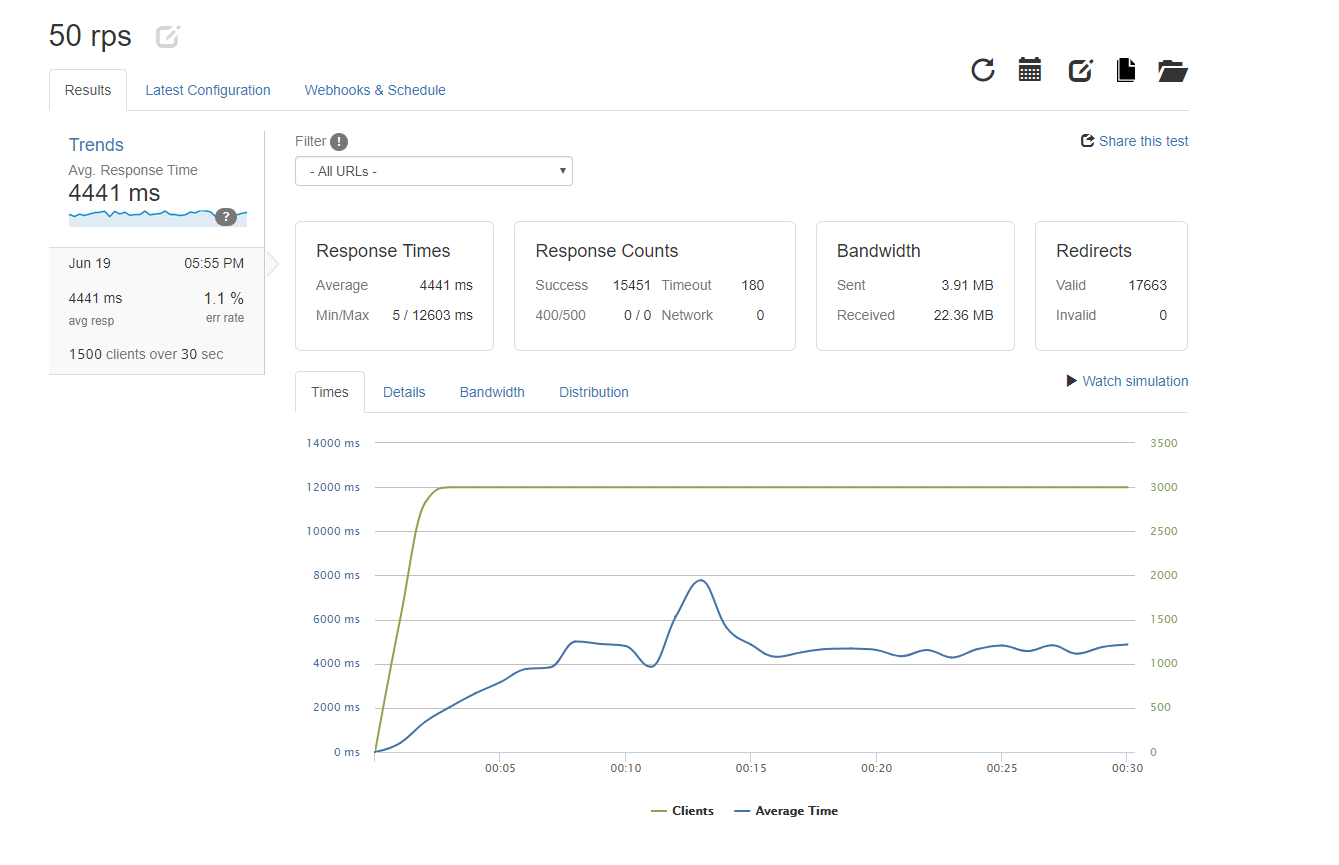 50 rps
Results Latest Configuration Webhooks & Schedule
Trends
Avg. Response Time
4441 ms
?
Jun 19 05:55 PM
4441 ms 1.1 %
avg resp err rate
1500 clients over 30 sec
Filter !
- All URLs -
Share this test
Response Times
Average 4441 ms
Min/Max 5 / 12603 ms
Response Counts
Success 15451 Timeout 180
400/500 0 / 0 Network 0
Bandwidth
Sent 3.91 MB
Received 22.36 MB
Redirects
Valid 17663
Invalid 0
Watch simulation
Times Details Bandwidth Distribution
14000 ms 3500
12000 ms 3000
10000 ms 2500
8000 ms 2000
6000 ms 1500
4000 ms 1000
2000 ms 500
0 ms 0
00:05 00:10 00:15 00:20 00:25 00:30
Clients Average Time